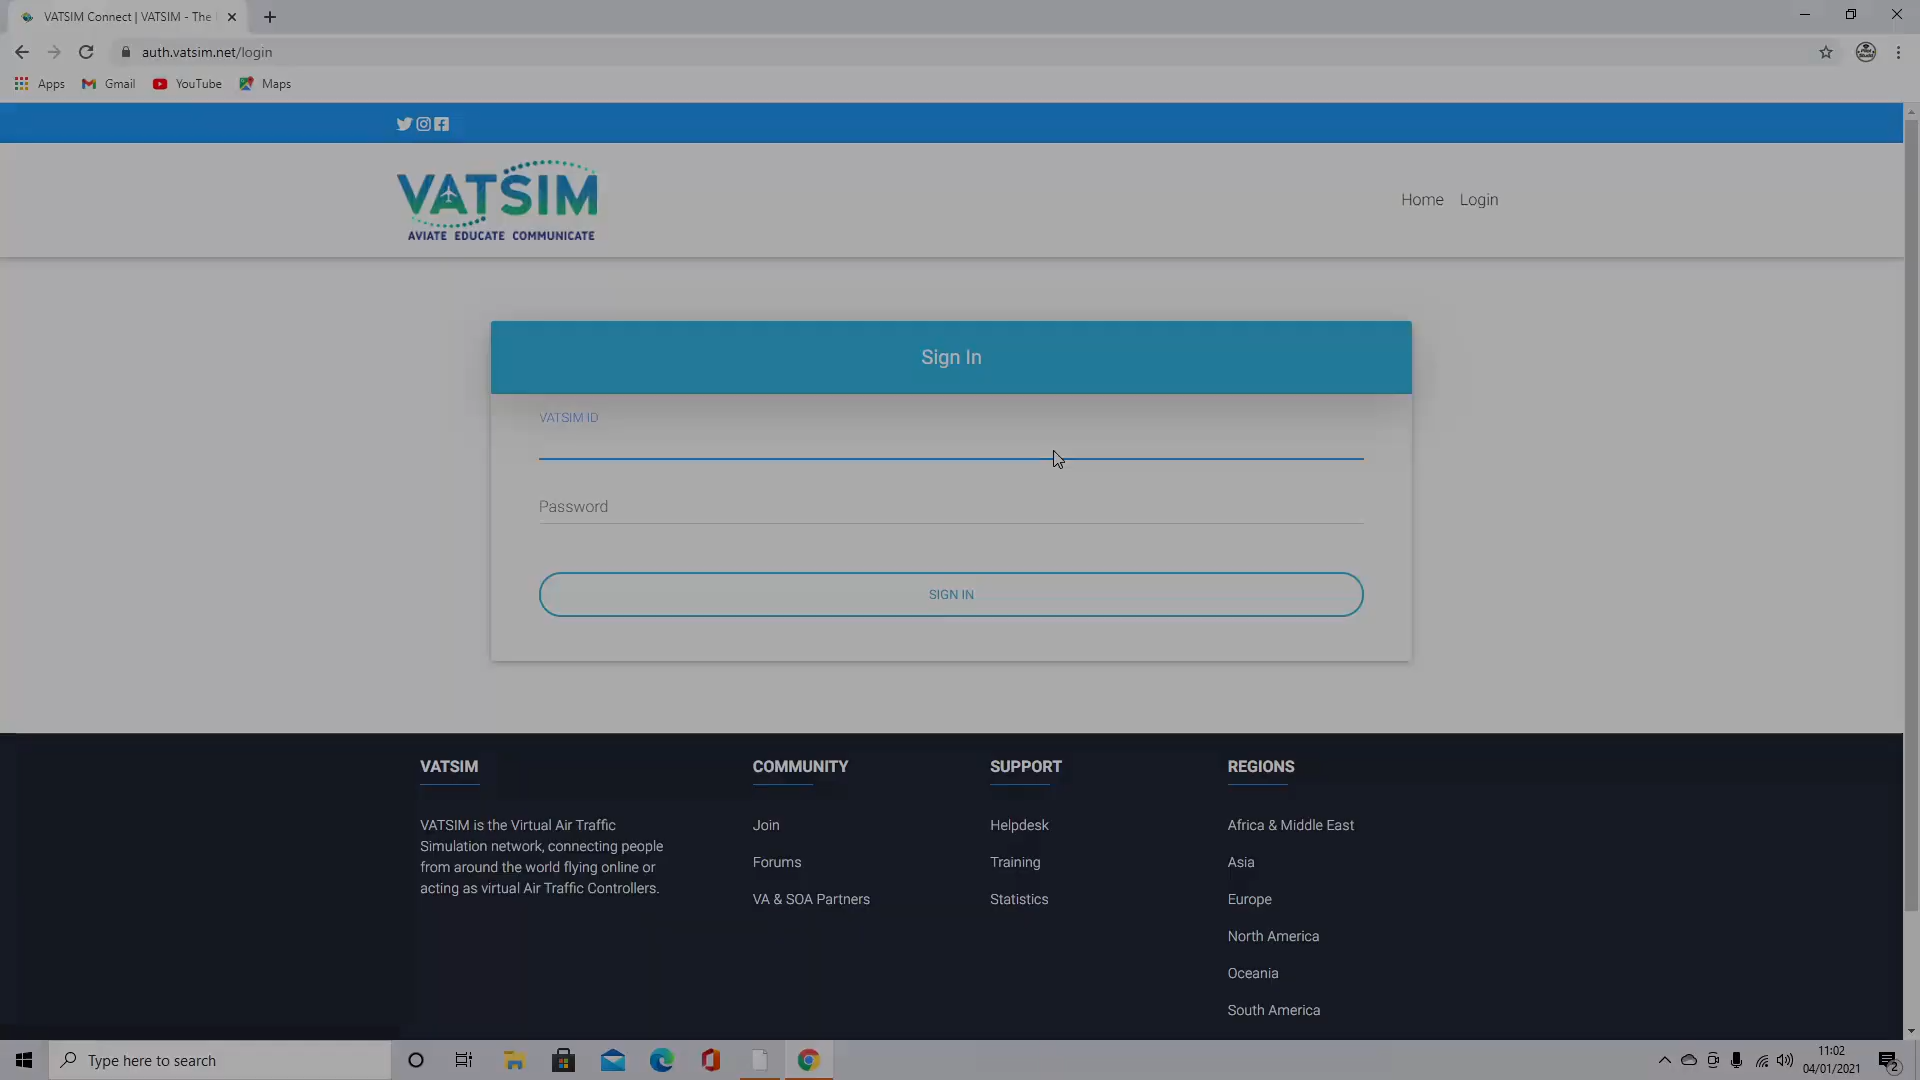 VATSIM Connect | VATSIM - The
auth.vatsim.net/login
Apps
Gmail
YouTube
Maps
VATSIM
AVIATE EDUCATE COMMUNICATE
Home
Login
Sign In
VATSIM ID
Password
SIGN IN
VATSIM
VATSIM is the Virtual Air Traffic
Simulation network, connecting people
from around the world flying online or
acting as virtual Air Traffic Controllers.
COMMUNITY
Join
Forums
VA & SOA Partners
SUPPORT
Helpdesk
Training
Statistics
REGIONS
Africa & Middle East
Asia
Europe
North America
Oceania
South America
Type here to search
11:02
04/01/2021
2